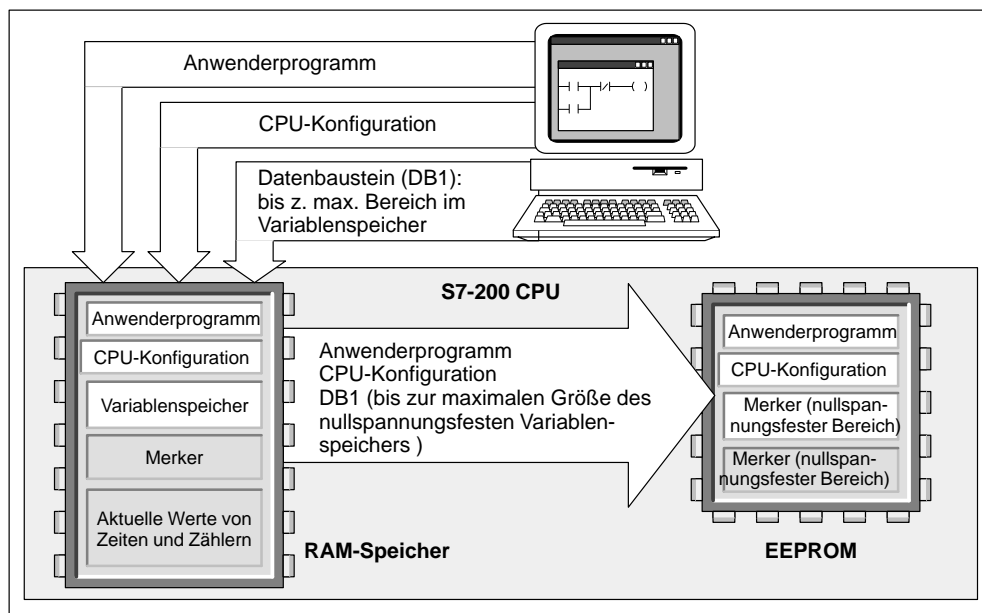 Anwenderprogramm
CPU-Konfiguration
Datenbaustein (DB1):
bis z. max. Bereich im
Variablenspeicher
S7-200 CPU
Anwenderprogramm
CPU-Konfiguration
Variablenspeicher
Merker
Aktuelle Werte von
Zeiten und Zählern
RAM-Speicher
Anwenderprogramm
CPU-Konfiguration
DB1 (bis zur maximalen Größe des
nullspannungsfesten Variablen-
speichers )
Anwenderprogramm
CPU-Konfiguration
Merker (nullspan-
nungsfester Bereich)
Merker (nullspan-
nungsfester Bereich)
EEPROM